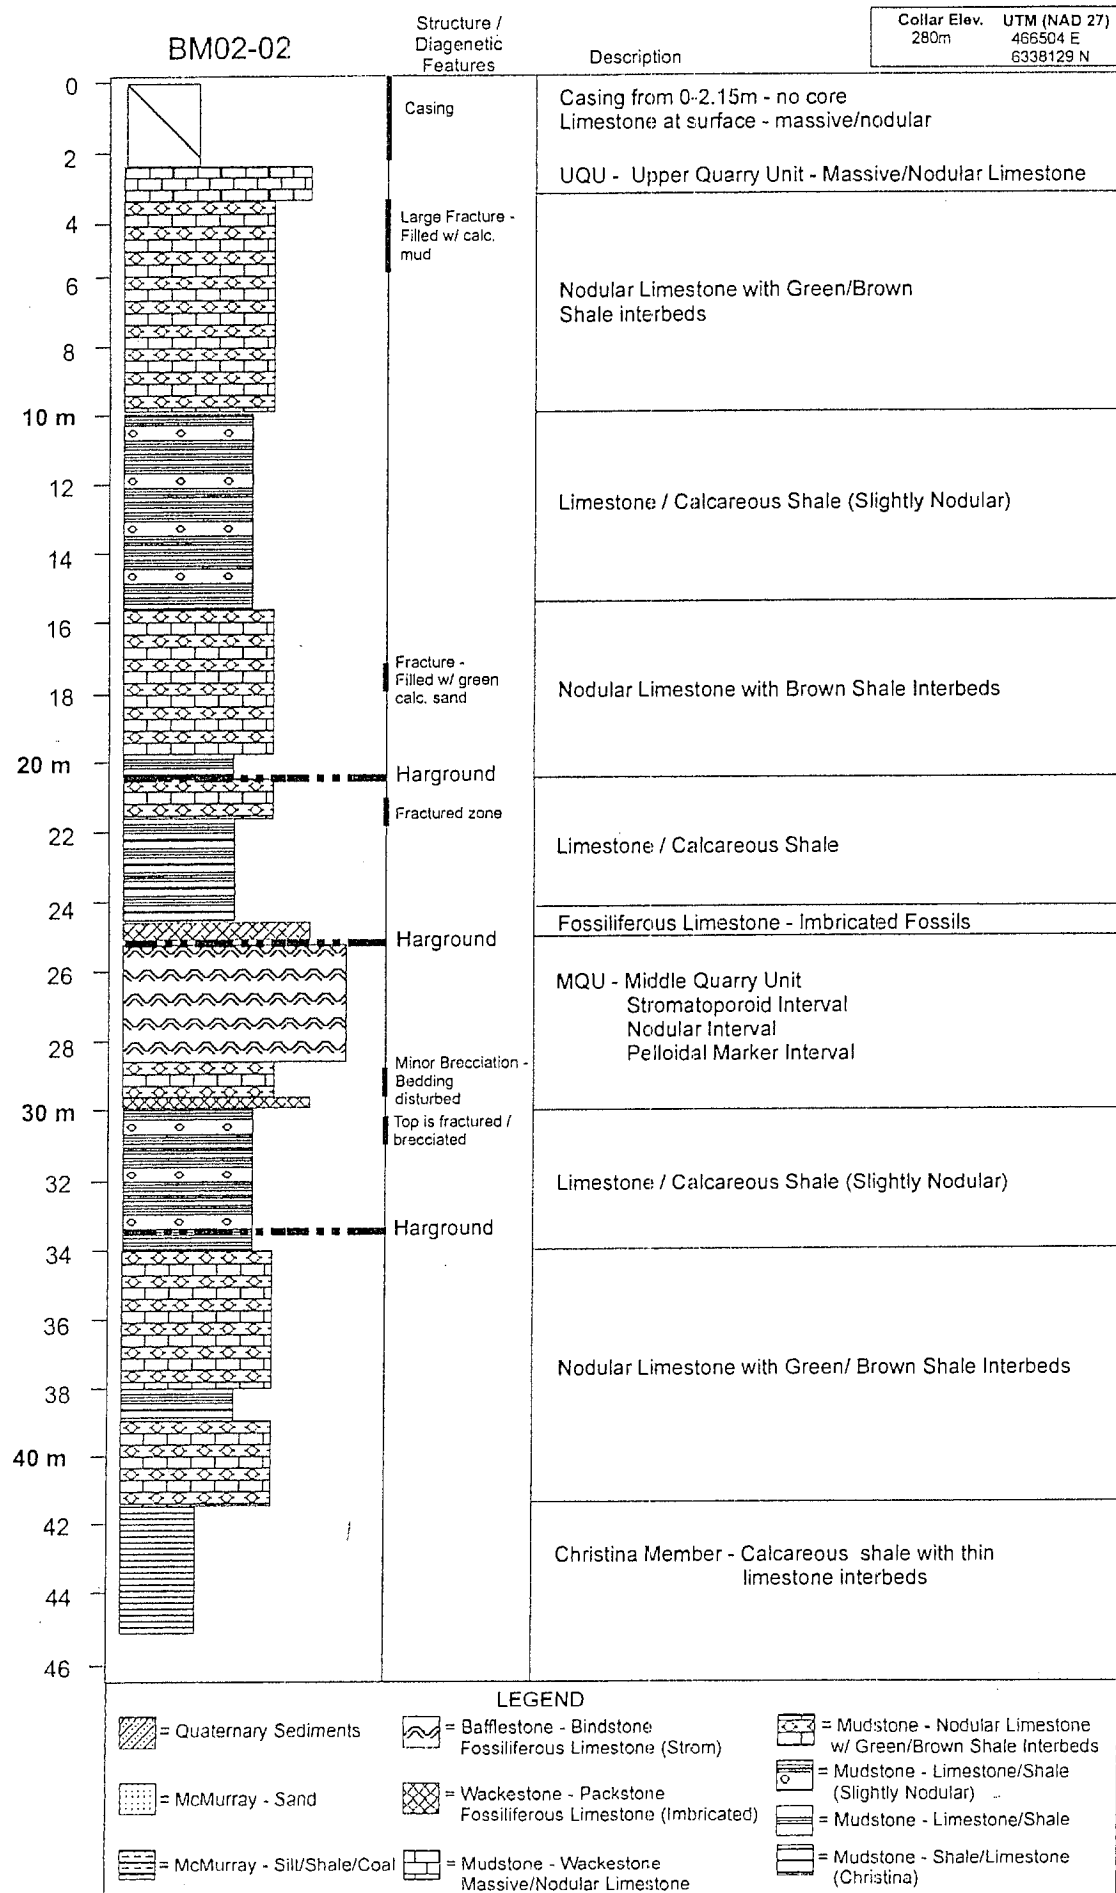 BM02-02
Structure /
Diagenetic
Features
Description
Collar Elev. UTM (NAD 27)
280m 466504 E
6338129 N
0
2
4
6
8
10 m
12
14
16
18
20 m
22
24
26
28
30 m
32
34
36
38
40 m
42
44
46
Casing
Large Fracture -
Filled w/ calc.
mud
Fracture -
Filled w/ green
calc. sand
Harground
Fractured zone
Harground
Minor Brecciation -
Bedding
disturbed
Top is fractured /
brecciated
Harground
Casing from 0-2.15m - no core
Limestone at surface - massive/nodular
UQU - Upper Quarry Unit - Massive/Nodular Limestone
Nodular Limestone with Green/Brown
Shale interbeds
Limestone / Calcareous Shale (Slightly Nodular)
Nodular Limestone with Brown Shale Interbeds
Limestone / Calcareous Shale
Fossiliferous Limestone - Imbricated Fossils
MQU - Middle Quarry Unit
Stromatoporoid Interval
Nodular Interval
Pelloidal Marker Interval
Limestone / Calcareous Shale (Slightly Nodular)
Nodular Limestone with Green/ Brown Shale Interbeds
Christina Member - Calcareous shale with thin
limestone interbeds
LEGEND
= Quaternary Sediments
= McMurray - Sand
= McMurray - Silt/Shale/Coal
= Bafflestone - Bindstone
Fossiliferous Limestone (Strom)
= Wackestone - Packstone
Fossiliferous Limestone (Imbricated)
= Mudstone - Wackestone
Massive/Nodular Limestone
= Mudstone - Nodular Limestone
w/ Green/Brown Shale Interbeds
= Mudstone - Limestone/Shale
(Slightly Nodular)
= Mudstone - Limestone/Shale
= Mudstone - Shale/Limestone
(Christina)